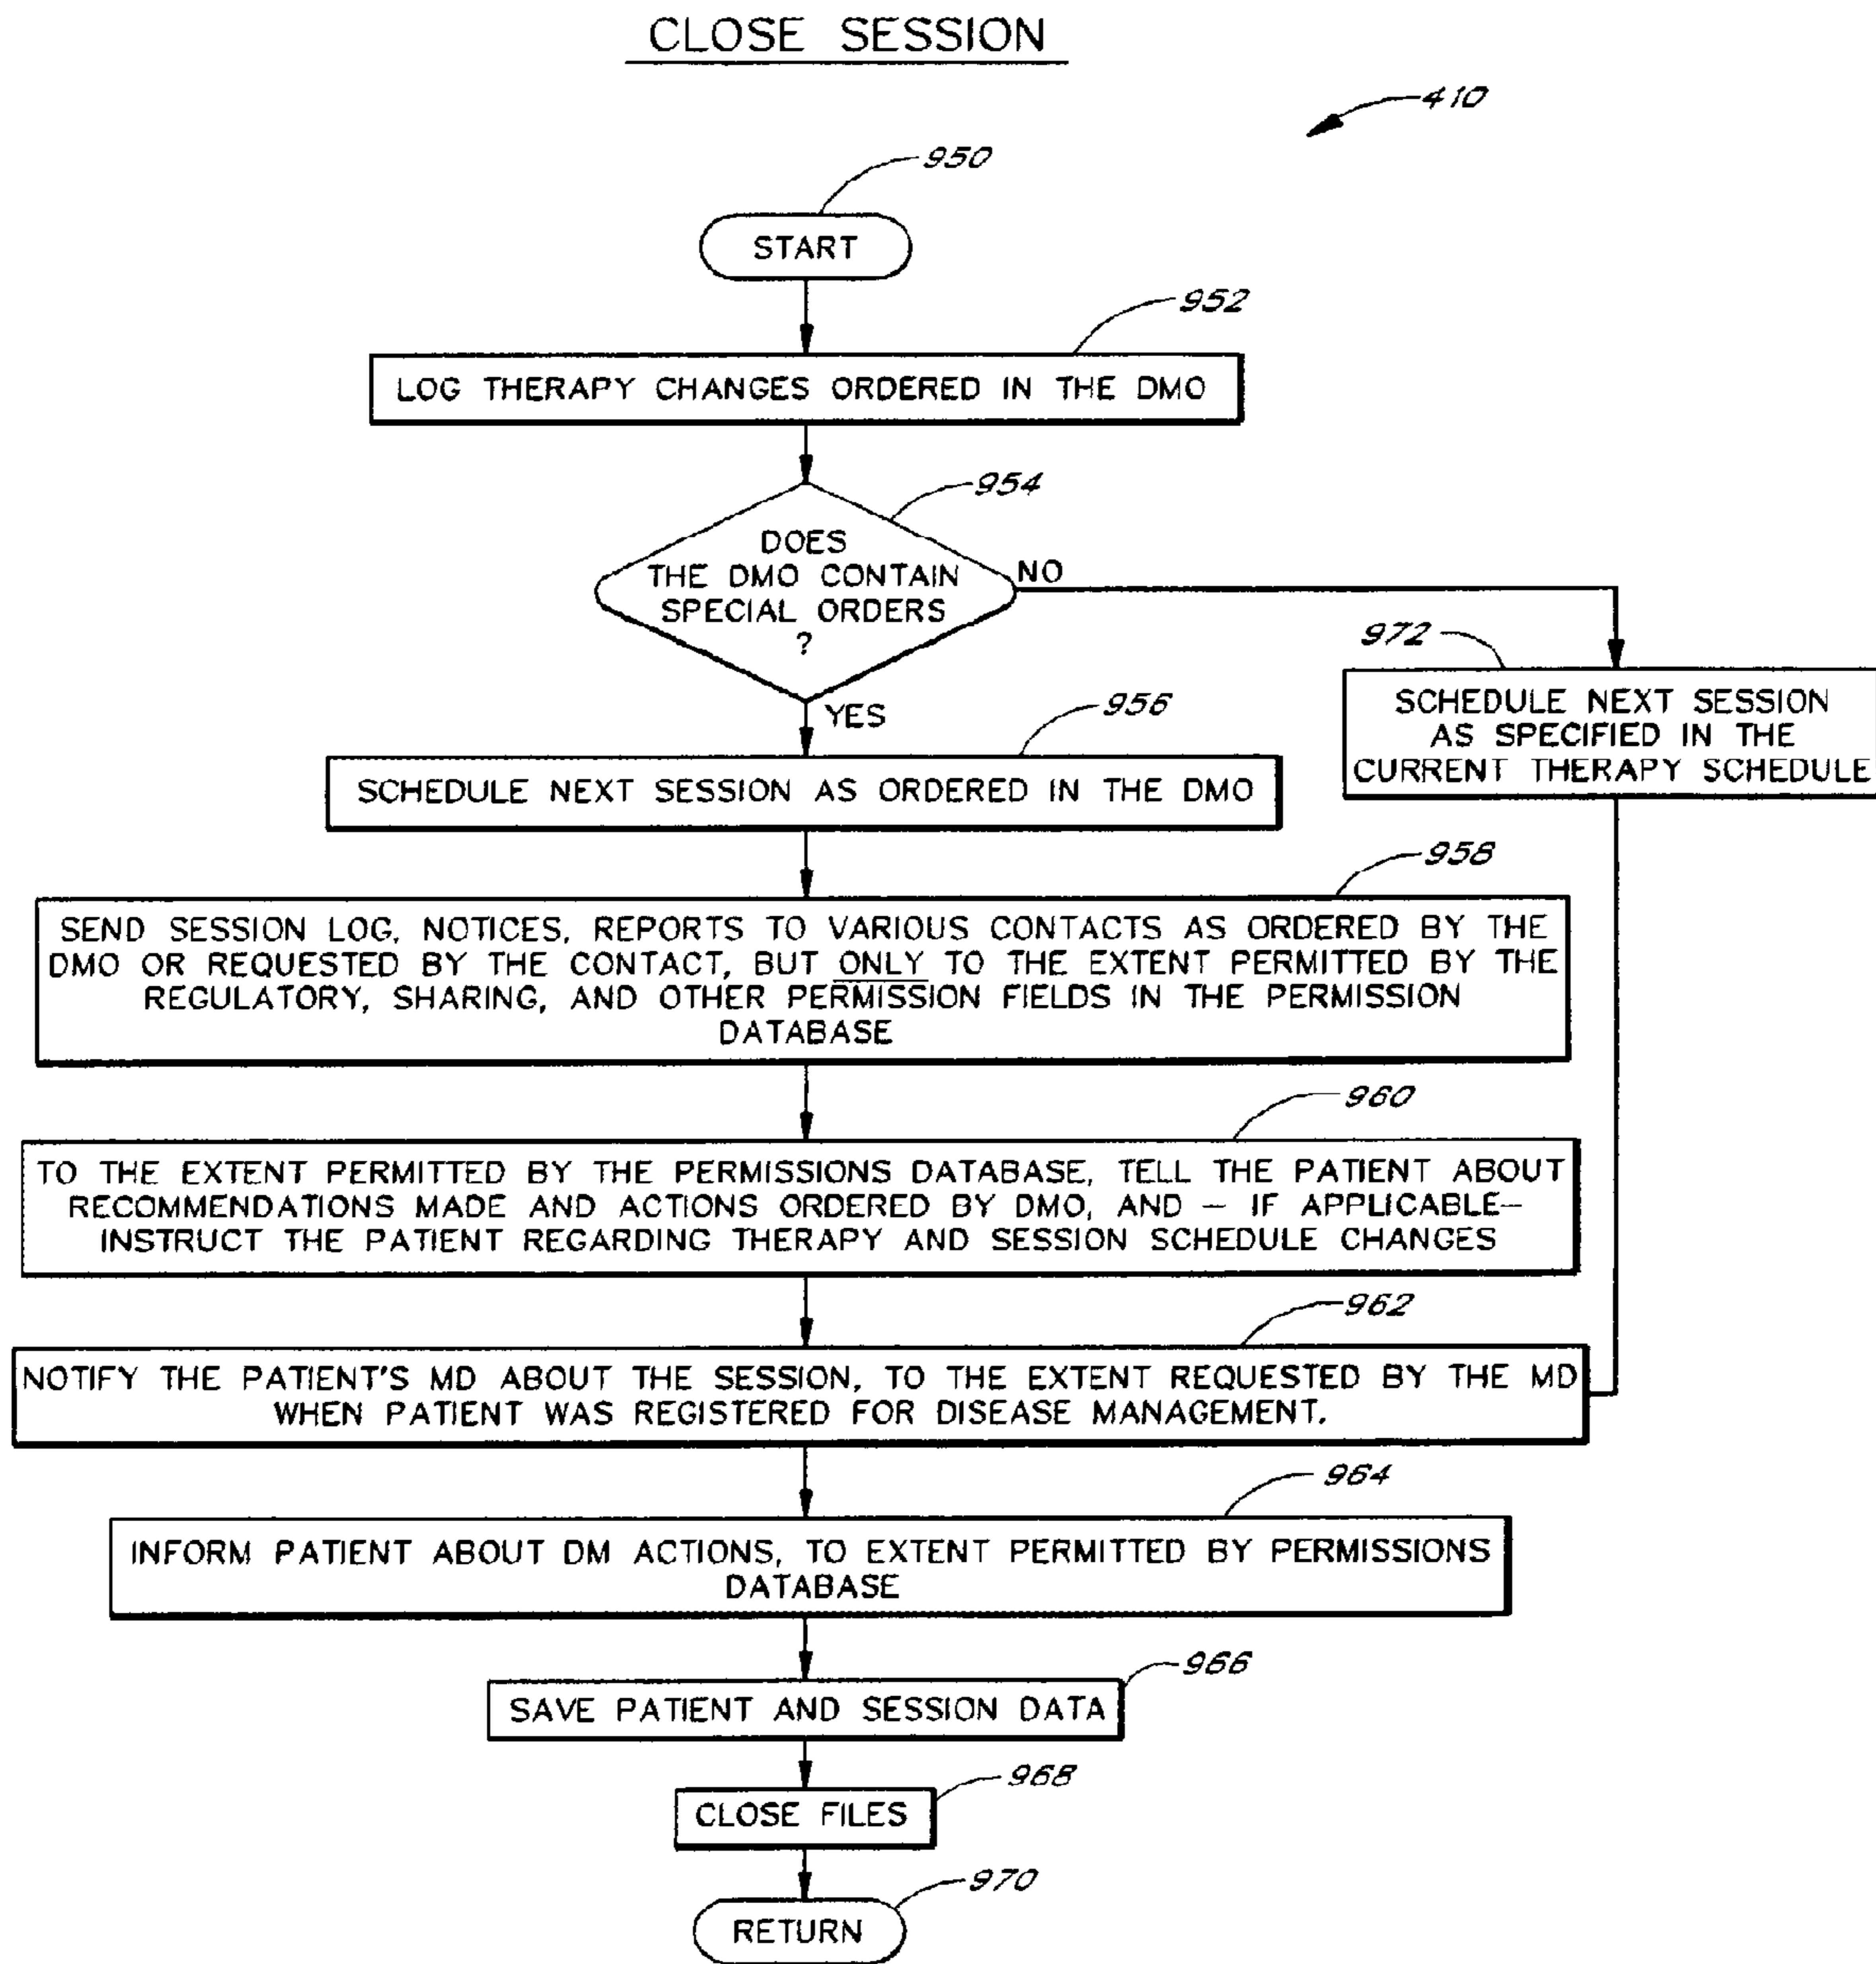 CLOSE SESSION
410
950
START
952
LOG THERAPY CHANGES ORDERED IN THE DMO
954
DOES
THE DMO CONTAIN
SPECIAL ORDERS
?
NO
YES
972
SCHEDULE NEXT SESSION
AS SPECIFIED IN THE
CURRENT THERAPY SCHEDULE
956
SCHEDULE NEXT SESSION AS ORDERED IN THE DMO
958
SEND SESSION LOG, NOTICES, REPORTS TO VARIOUS CONTACTS AS ORDERED BY THE
DMO OR REQUESTED BY THE CONTACT, BUT ONLY TO THE EXTENT PERMITTED BY THE
REGULATORY, SHARING, AND OTHER PERMISSION FIELDS IN THE PERMISSION
DATABASE
960
TO THE EXTENT PERMITTED BY THE PERMISSIONS DATABASE, TELL THE PATIENT ABOUT
RECOMMENDATIONS MADE AND ACTIONS ORDERED BY DMO, AND — IF APPLICABLE—
INSTRUCT THE PATIENT REGARDING THERAPY AND SESSION SCHEDULE CHANGES
962
NOTIFY THE PATIENT'S MD ABOUT THE SESSION, TO THE EXTENT REQUESTED BY THE MD
WHEN PATIENT WAS REGISTERED FOR DISEASE MANAGEMENT.
964
INFORM PATIENT ABOUT DM ACTIONS, TO EXTENT PERMITTED BY PERMISSIONS
DATABASE
966
SAVE PATIENT AND SESSION DATA
968
CLOSE FILES
970
RETURN